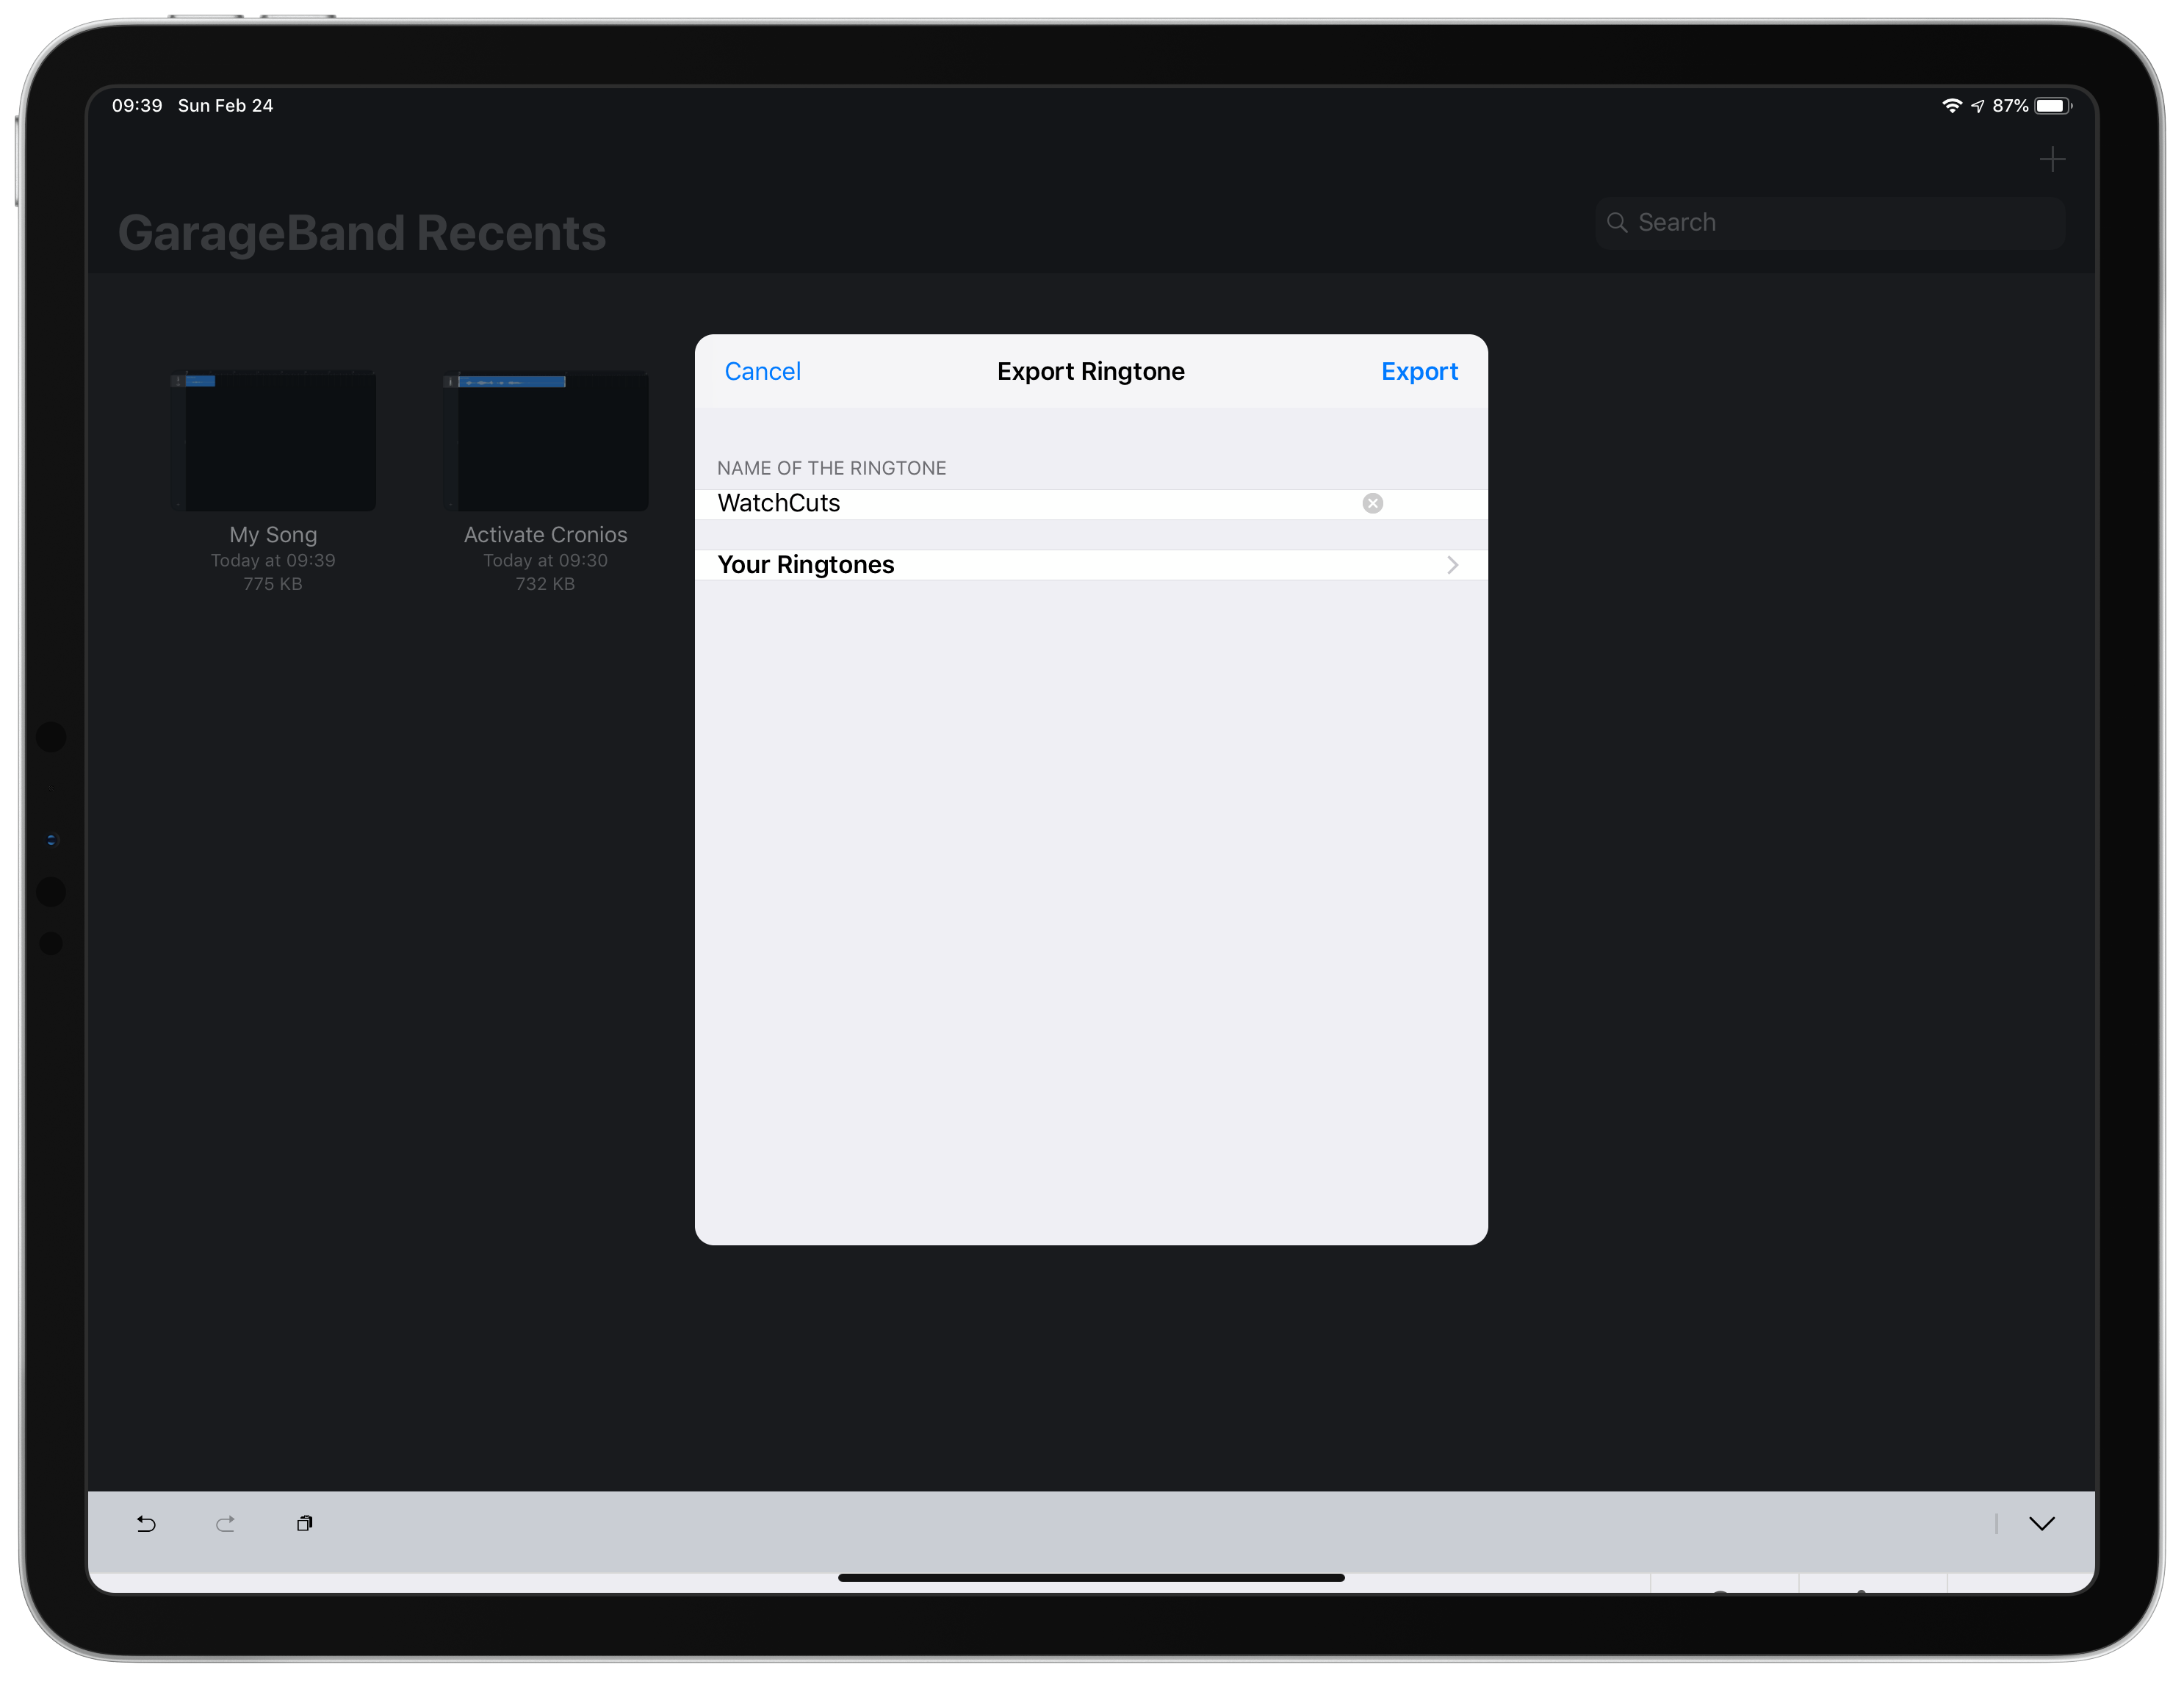 09:39 Sun Feb 24
87%
GarageBand Recents
Search
Cancel
Export Ringtone
Export
NAME OF THE RINGTONE
WatchCuts
Your Ringtones
My Song
Today at 09:39
775 KB
Activate Cronios
Today at 09:30
732 KB